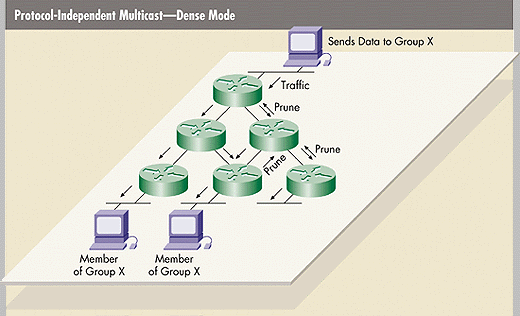 Protocol-Independent Multicast—Dense Mode
Sends Data to Group X
Traffic
Prune
Prune
Prune
Member
of Group X
Member
of Group X